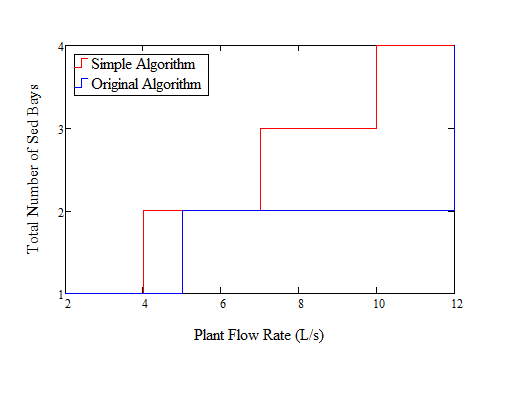 4
Simple Algorithm
Original Algorithm
3
2
1
Total Number of Sed Bays
2 4 6 8 10 12
Plant Flow Rate (L/s)